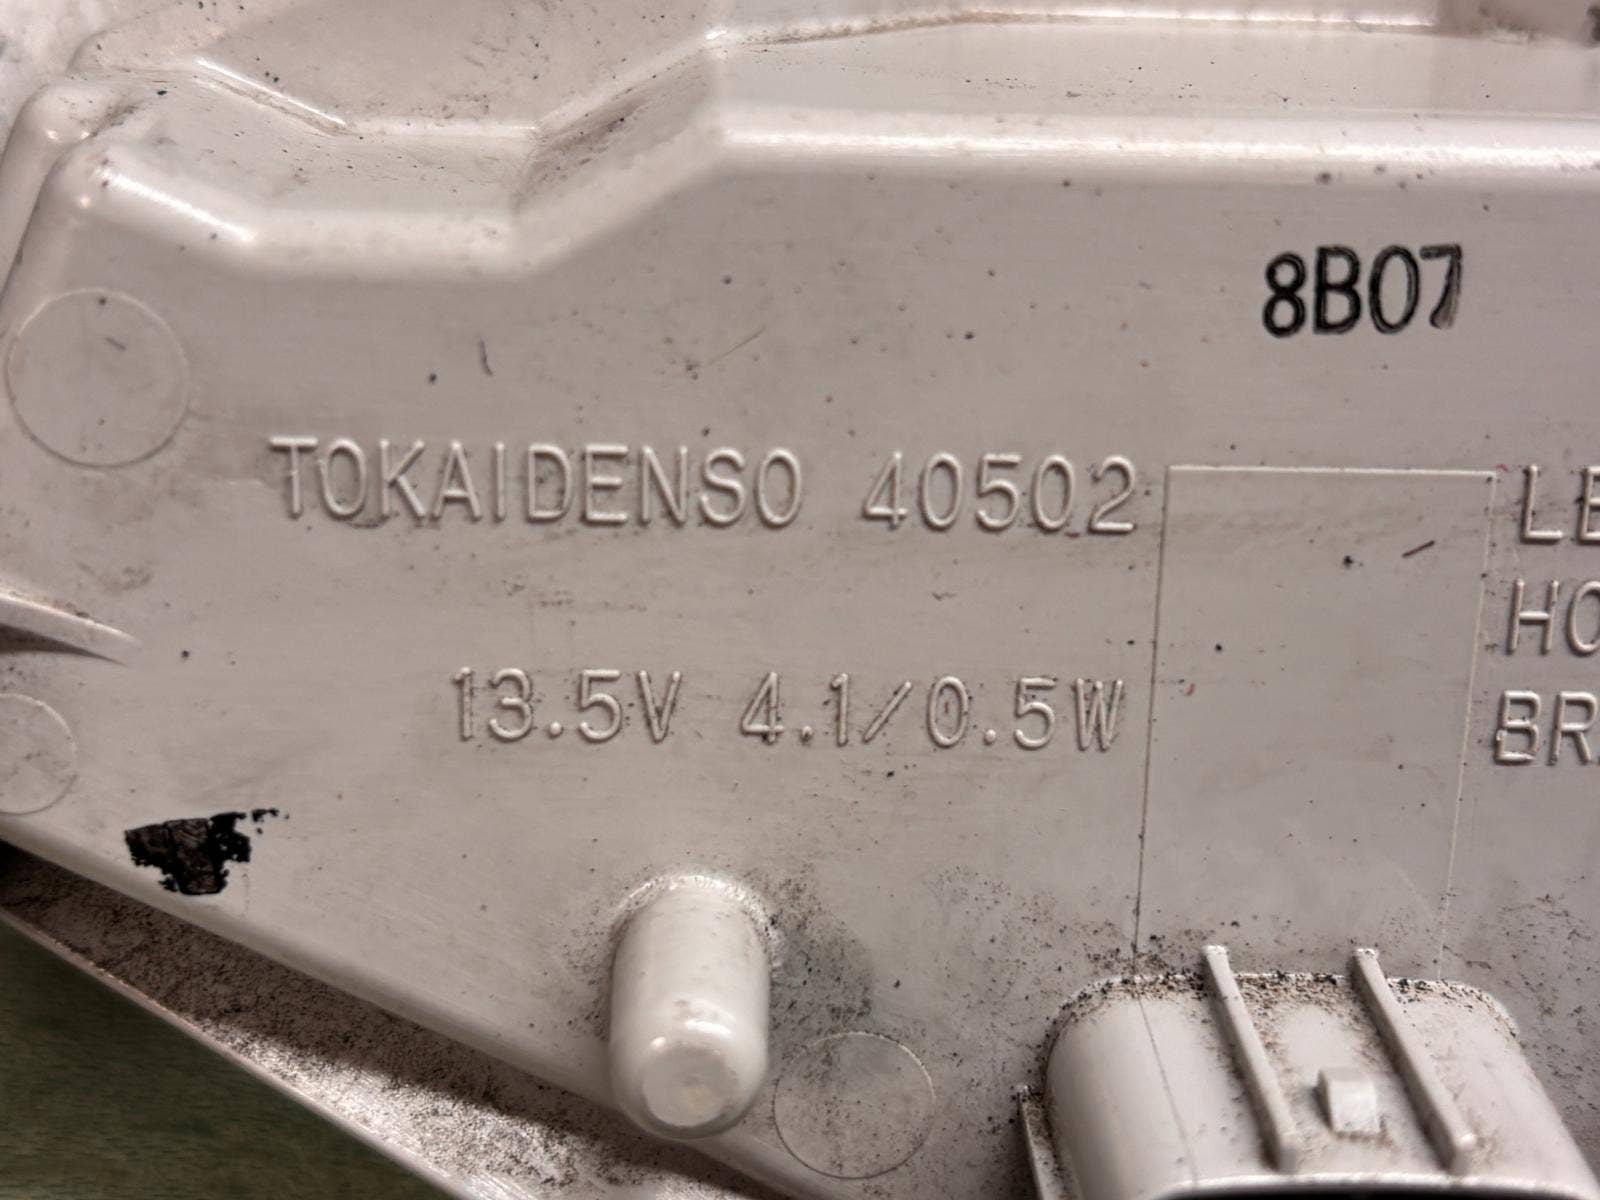 8B07
TOKAIDENSO 40502
13.5V 4.1/0.5W